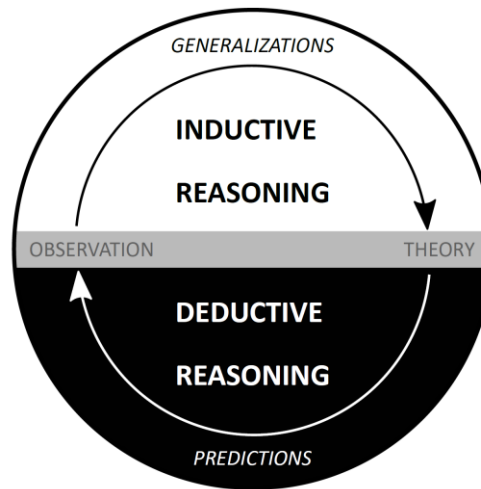 GENERALIZATIONS
INDUCTIVE
REASONING
OBSERVATION THEORY
DEDUCTIVE
REASONING
PREDICTIONS